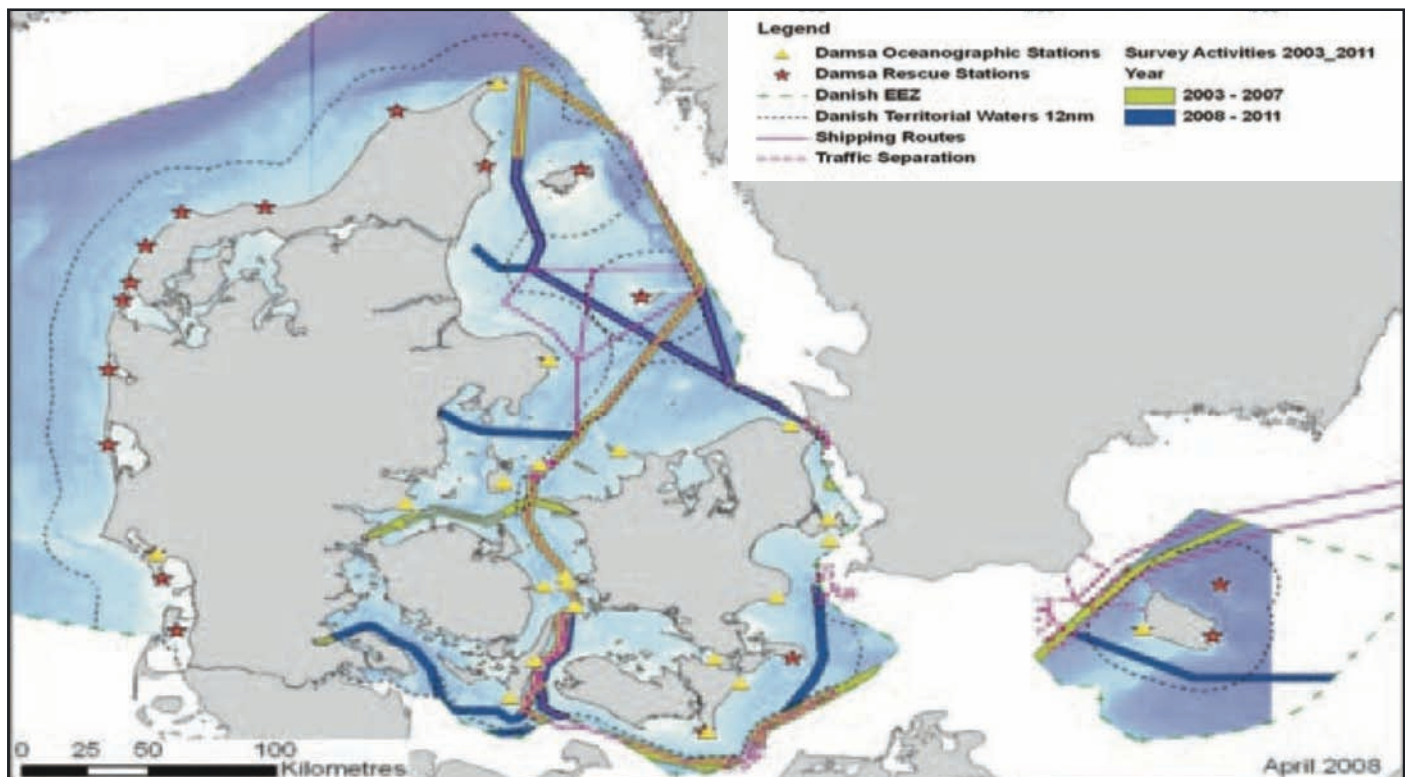 Legend
Damsa Oceanographic Stations
Damsa Rescue Stations
Danish EEZ
Danish Territorial Waters 12nm
Shipping Routes
Traffic Separation
Survey Activities 2003_2011
Year
2003 - 2007
2008 - 2011
0 25 50 100
Kilometres
April 2008